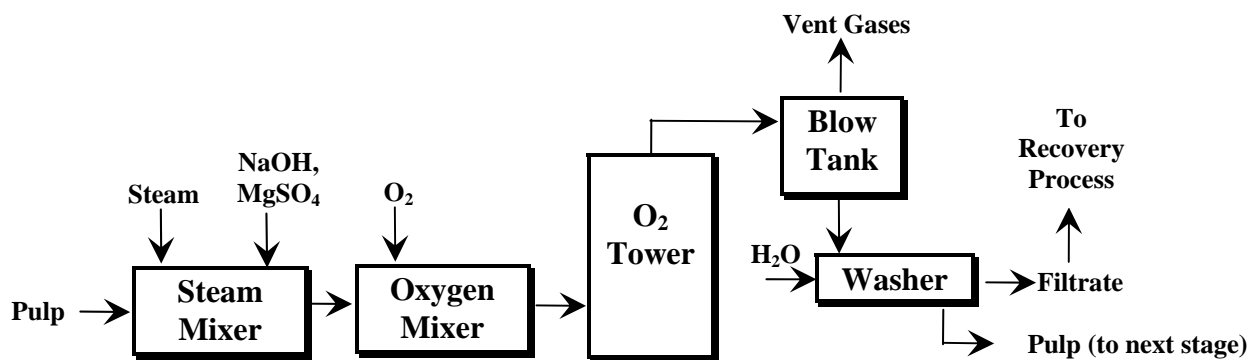 Vent Gases
Blow
Tank
To
Recovery
Process
NaOH,
MgSO₄
Steam
O₂
O₂
Tower
H₂O
Washer
Filtrate
Pulp
Steam
Mixer
Oxygen
Mixer
Pulp (to next stage)